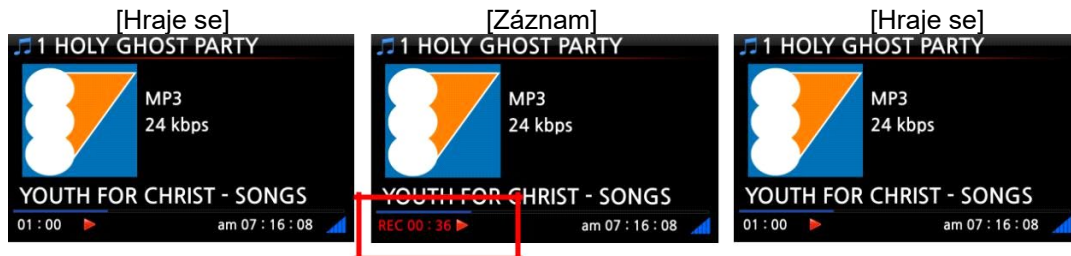 [Hraje se]
1 HOLY GHOST PARTY
MP3
24 kbps
YOUTH FOR CHRIST - SONGS
01 : 00 am 07 : 16 : 08
[Záznam]
1 HOLY GHOST PARTY
MP3
24 kbps
YOUTH FOR CHRIST - SONGS
REC 00 : 36 am 07 : 16 : 08
[Hraje se]
1 HOLY GHOST PARTY
MP3
24 kbps
YOUTH FOR CHRIST - SONGS
01 : 00 am 07 : 16 : 08